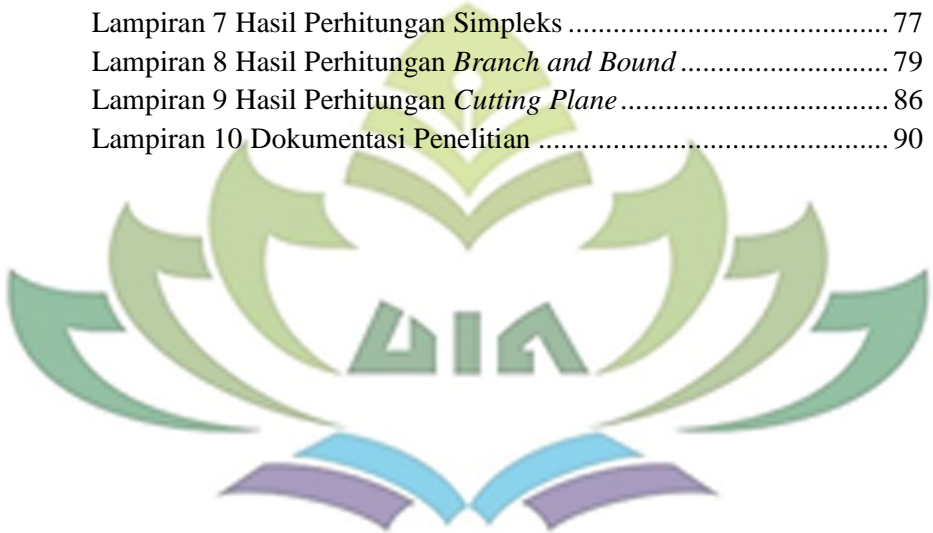 Lampiran 7 Hasil Perhitungan Simpleks ........................................ 77
Lampiran 8 Hasil Perhitungan Branch and Bound .......................... 79
Lampiran 9 Hasil Perhitungan Cutting Plane .................................. 86
Lampiran 10 Dokumentasi Penelitian ............................................ 90
UIN